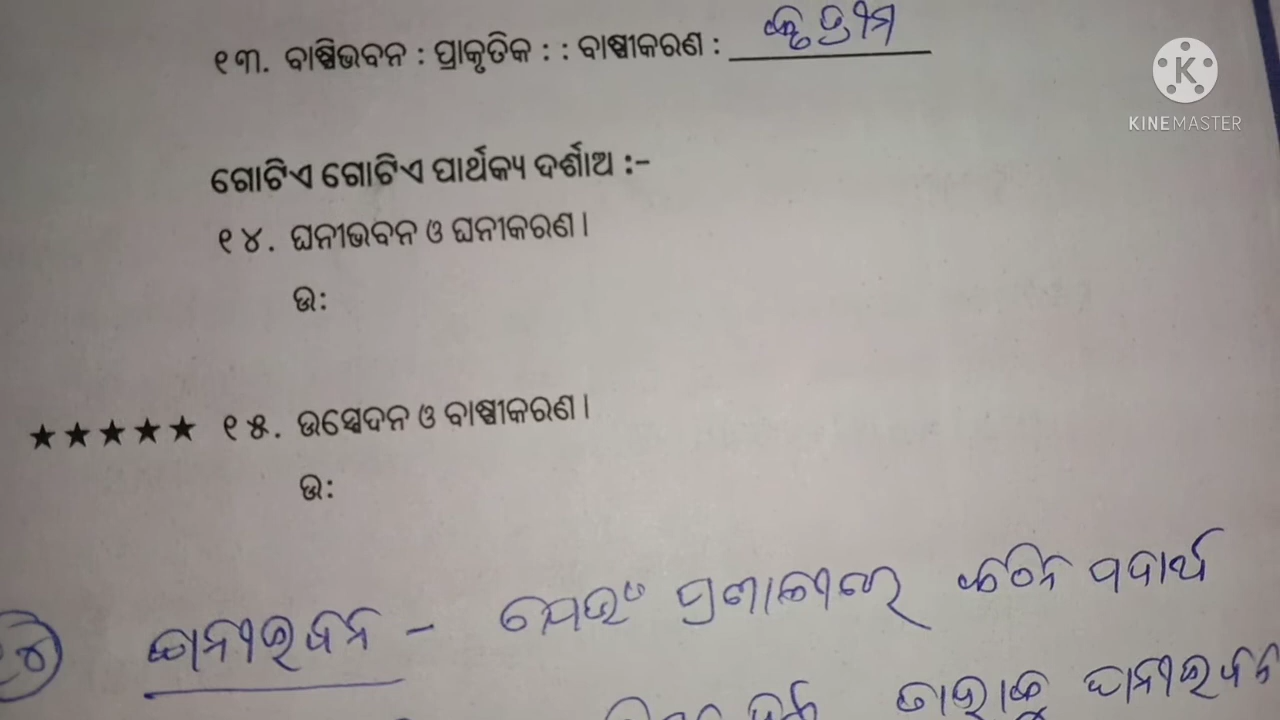 ୧୩. ବାଷ୍ପିଭବନ : ପ୍ରାକୃତିକ : : ବାଷ୍ପୀକରଣ : କୃତ୍ରୀମ
K
KINEMASTER
ଗୋଟିଏ ଗୋଟିଏ ପାର୍ଥକ୍ୟ ଦର୍ଶାଅ :-
୧୪. ଘନୀଭବନ ଓ ଘନୀକରଣ।
ଉ:
★★★★★ ୧୫. ଉତ୍ସ୍ୱେଦନ ଓ ବାଷ୍ପୀକରଣ।
ଉ:
ଘନୀଭବନ - ଯେଉଁ ପ୍ରଣାଳୀରେ କଠିନ ପଦାର୍ଥ
ତାହାକୁ ଘନୀଭବନ